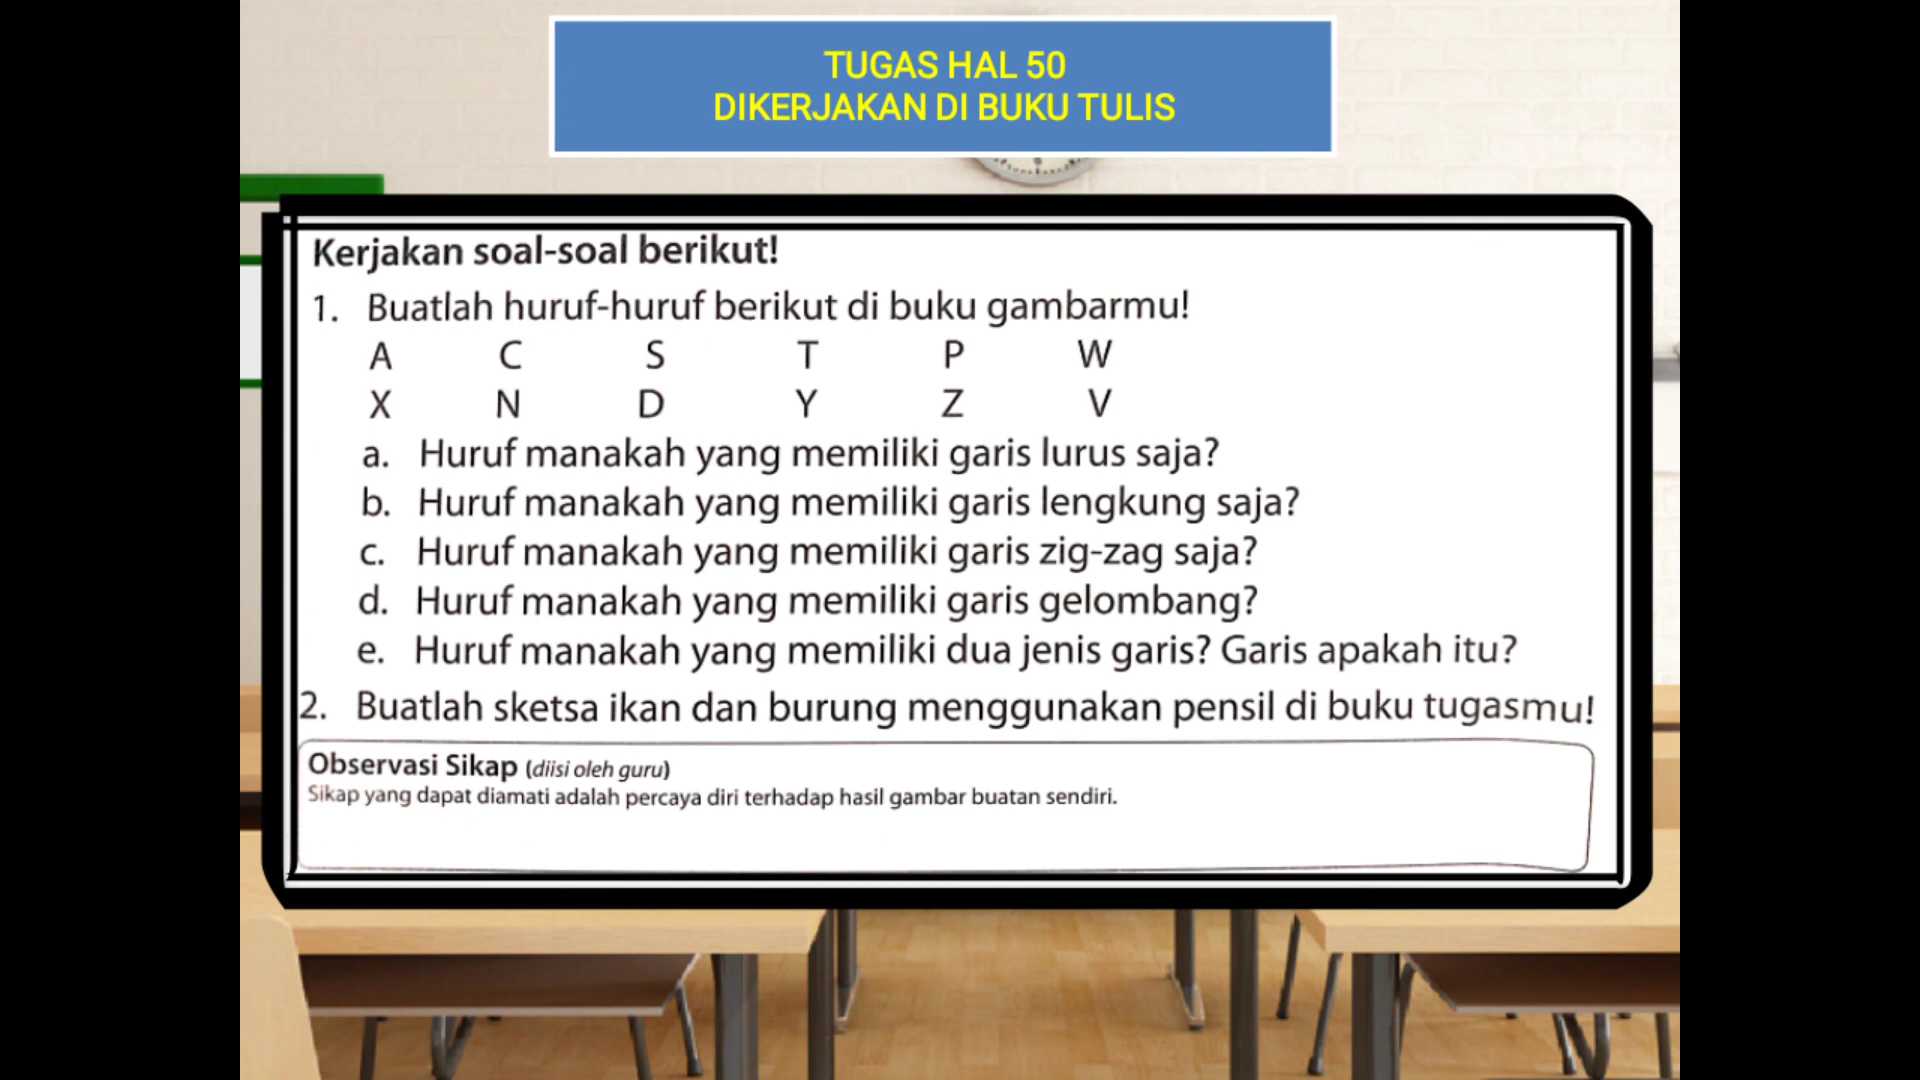 TUGAS HAL 50
DIKERJAKAN DI BUKU TULIS
Kerjakan soal-soal berikut!
1. Buatlah huruf-huruf berikut di buku gambarmu!
A C S T P W
X N D Y Z V
a. Huruf manakah yang memiliki garis lurus saja?
b. Huruf manakah yang memiliki garis lengkung saja?
c. Huruf manakah yang memiliki garis zig-zag saja?
d. Huruf manakah yang memiliki garis gelombang?
e. Huruf manakah yang memiliki dua jenis garis? Garis apakah itu?
2. Buatlah sketsa ikan dan burung menggunakan pensil di buku tugasmu!
Observasi Sikap (diisi oleh guru)
Sikap yang dapat diamati adalah percaya diri terhadap hasil gambar buatan sendiri.